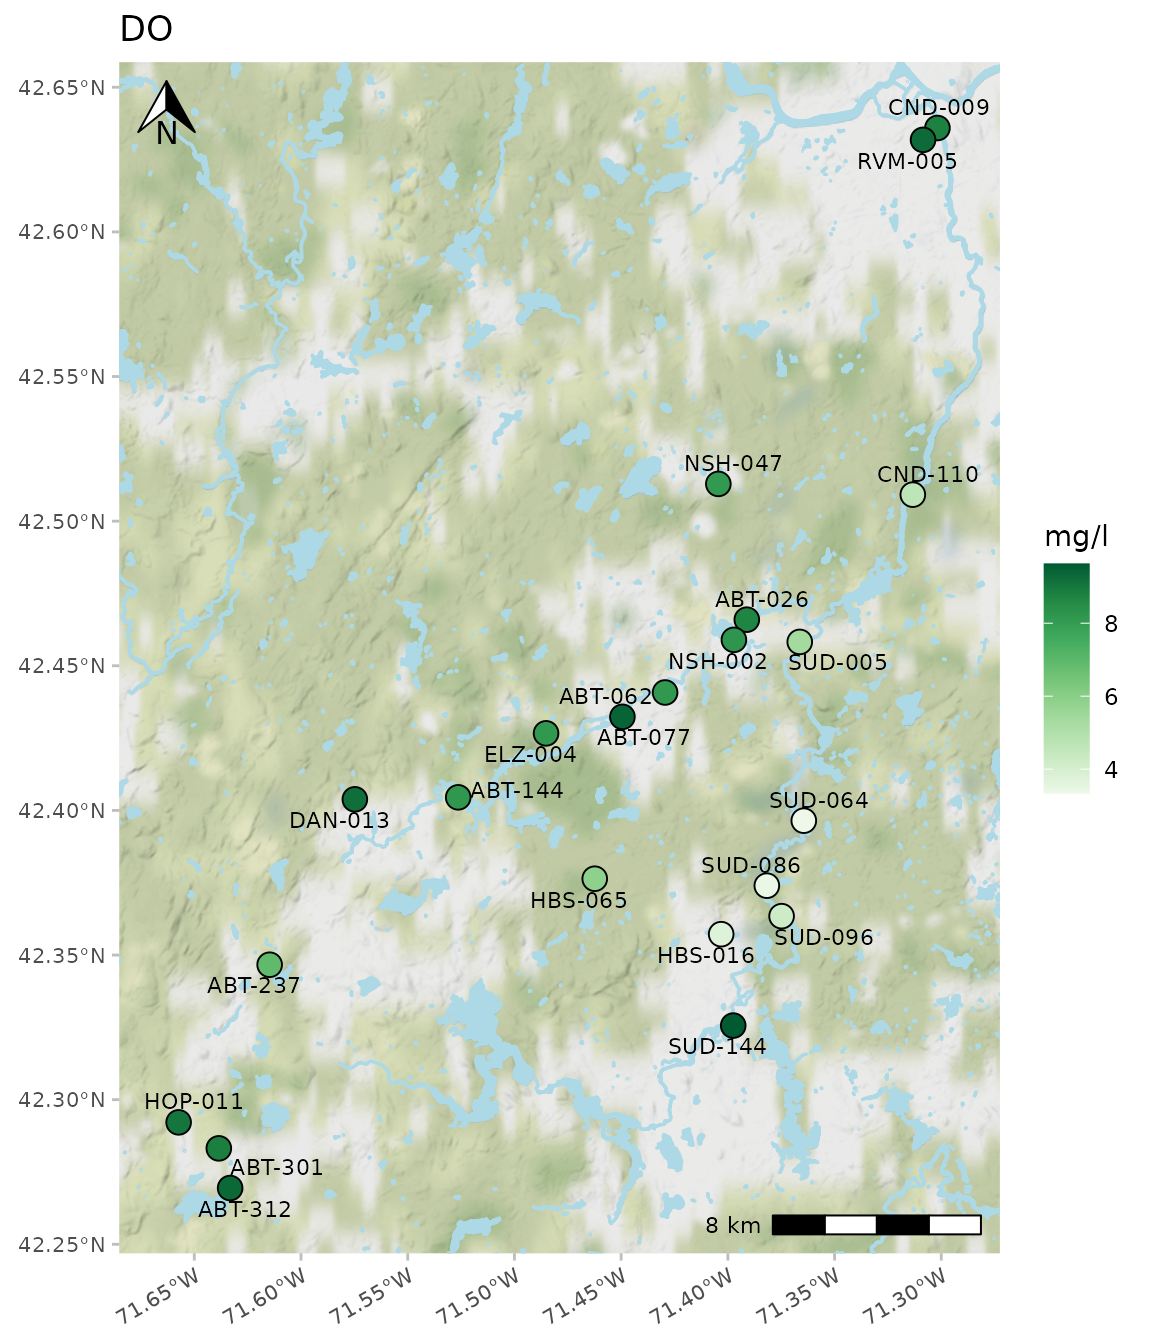 DO
42.65°N
N
CND-009
RVM-005
42.60°N
42.55°N
NSH-047
CND-110
42.50°N
mg/l
ABT-026
8
NSH-002
SUD-005
42.45°N
ABT-062
6
ABT-077
ELZ-004
4
ABT-144
SUD-064
42.40°N
DAN-013
SUD-086
HBS-065
SUD-096
HBS-016
42.35°N
ABT-237
SUD-144
42.30°N
HOP-011
ABT-301
ABT-312
8 km
42.25°N
71.65°W
71.60°W
71.55°W
71.50°W
71.45°W
71.40°W
71.35°W
71.30°W